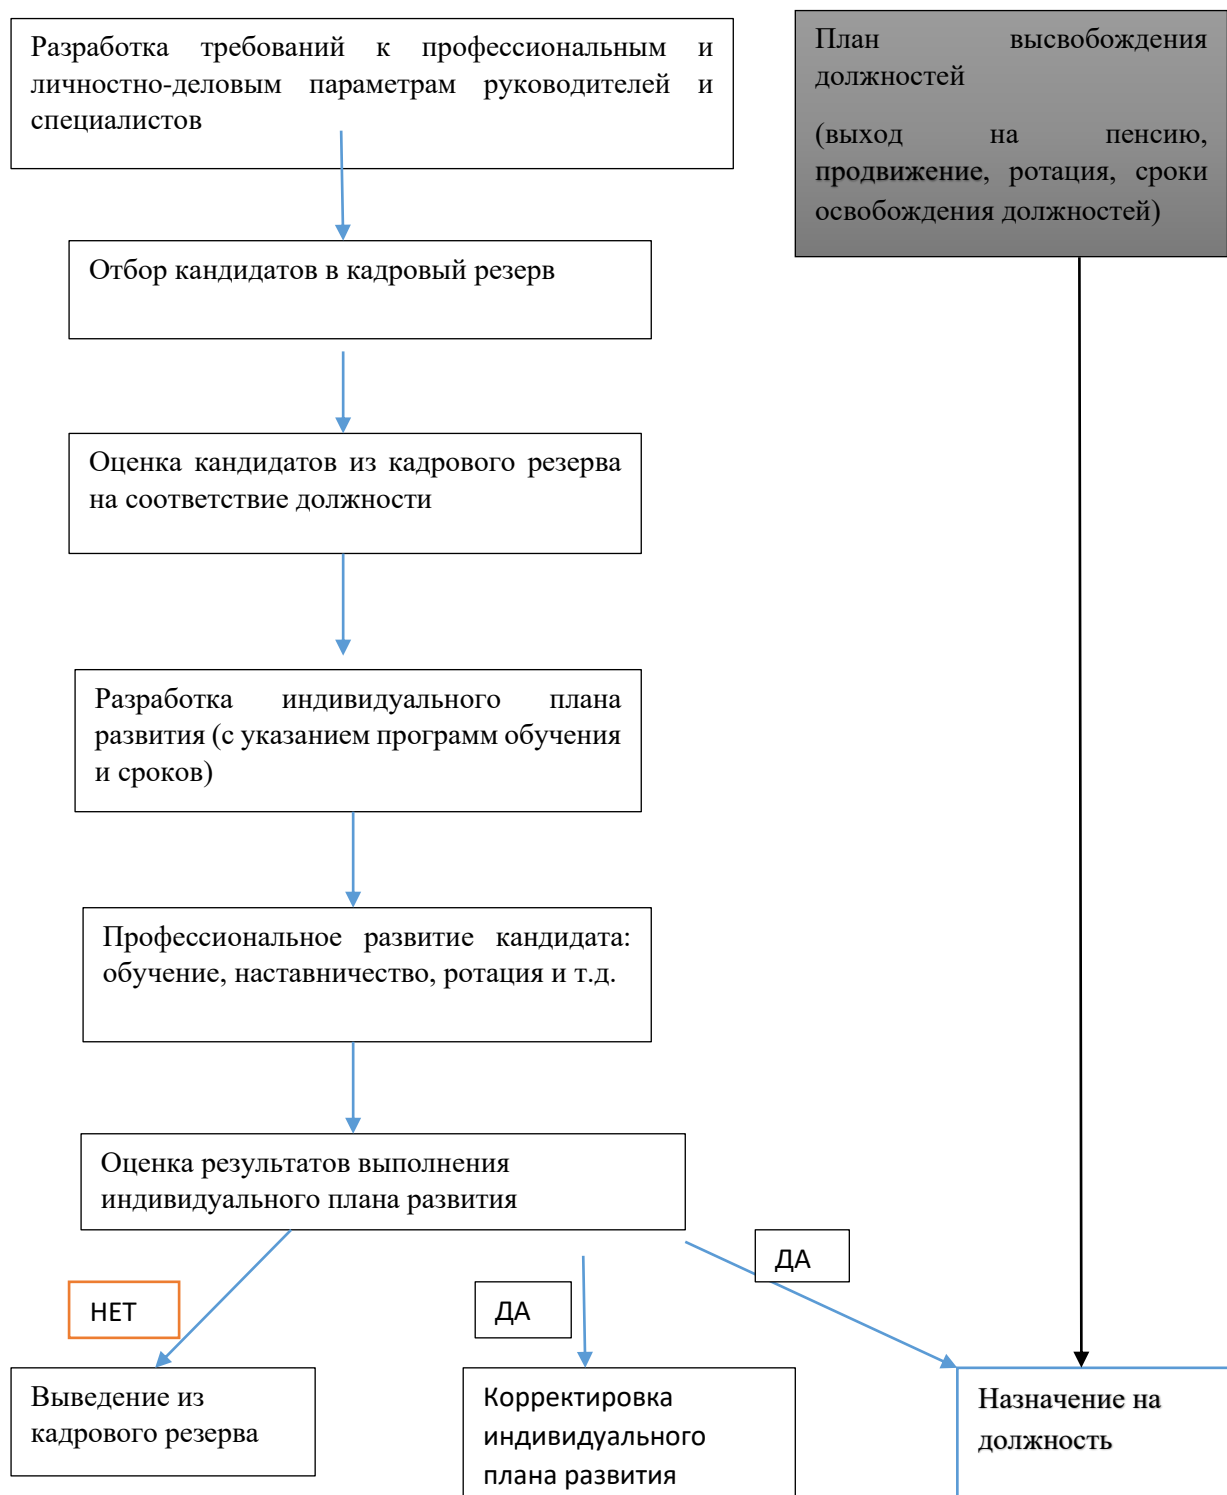 Разработка требований к профессиональным и
личностно-деловым параметрам руководителей и
специалистов
План высвобождения
должностей
(выход на пенсию,
продвижение, ротация, сроки
освобождения должностей)
Отбор кандидатов в кадровый резерв
Оценка кандидатов из кадрового резерва
на соответствие должности
Разработка индивидуального плана
развития (с указанием программ обучения
и сроков)
Профессиональное развитие кандидата:
обучение, наставничество, ротация и т.д.
Оценка результатов выполнения
индивидуального плана развития
НЕТ
ДА
ДА
Выведение из
кадрового резерва
Корректировка
индивидуального
плана развития
Назначение на
должность